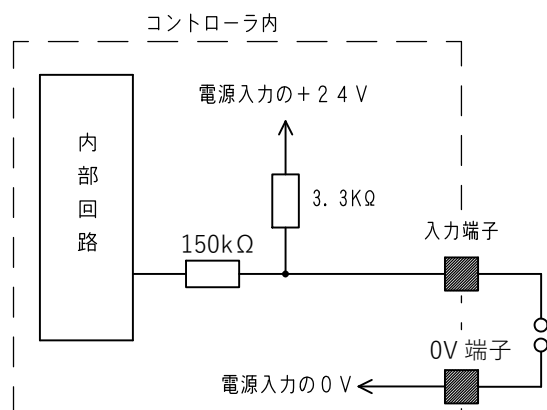 コントローラ内
電源入力の＋２４Ｖ
内部回路
3.3KΩ
150kΩ
入力端子
0V 端子
電源入力の０Ｖ